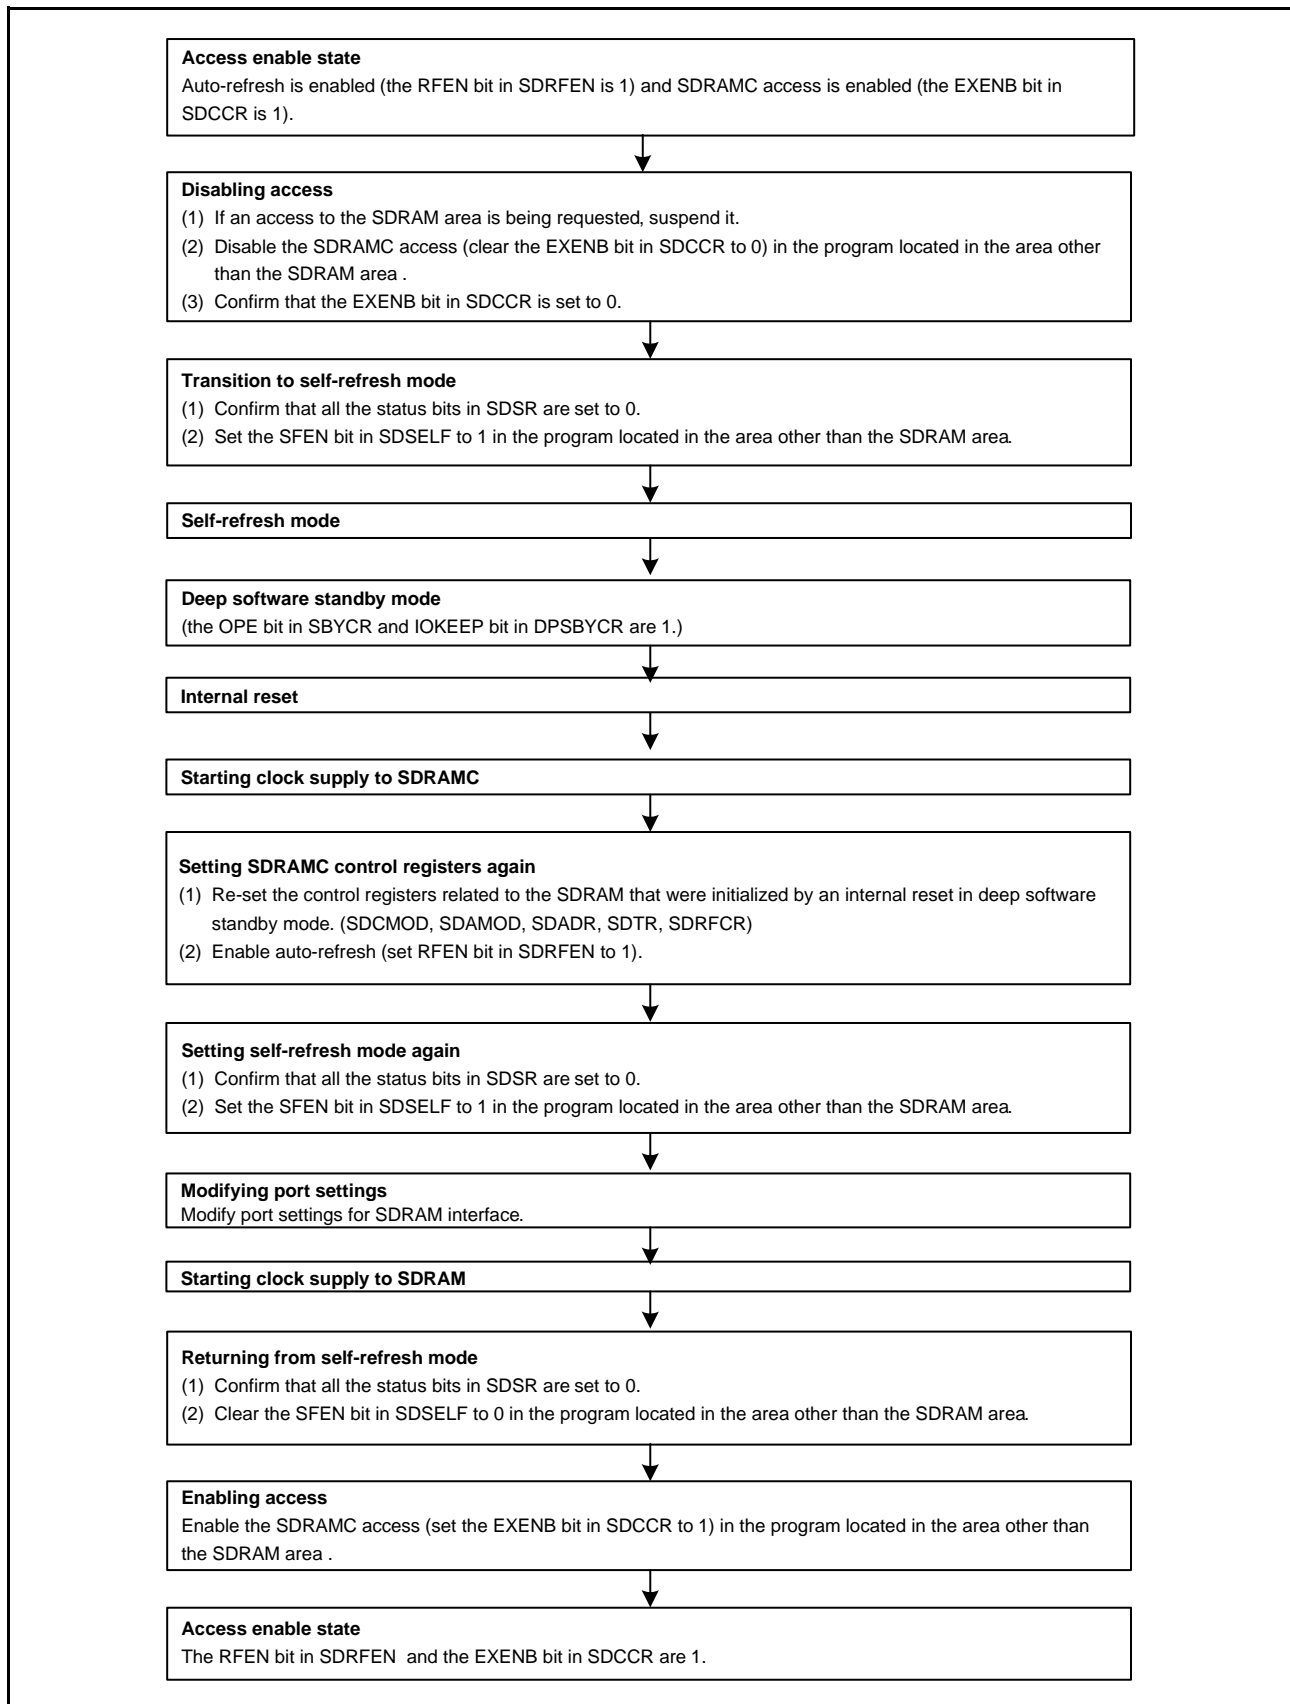 Access enable state
Auto-refresh is enabled (the RFEN bit in SDRFEN is 1) and SDRAMC access is enabled (the EXENB bit in
SDCCR is 1).
Disabling access
(1) If an access to the SDRAM area is being requested, suspend it.
(2) Disable the SDRAMC access (clear the EXENB bit in SDCCR to 0) in the program located in the area other
than the SDRAM area .
(3) Confirm that the EXENB bit in SDCCR is set to 0.
Transition to self-refresh mode
(1) Confirm that all the status bits in SDSR are set to 0.
(2) Set the SFEN bit in SDSELF to 1 in the program located in the area other than the SDRAM area.
Self-refresh mode
Deep software standby mode
(the OPE bit in SBYCR and IOKEEP bit in DPSBYCR are 1.)
Internal reset
Starting clock supply to SDRAMC
Setting SDRAMC control registers again
(1) Re-set the control registers related to the SDRAM that were initialized by an internal reset in deep software
standby mode. (SDCMOD, SDAMOD, SDADR, SDTR, SDRFCR)
(2) Enable auto-refresh (set RFEN bit in SDRFEN to 1).
Setting self-refresh mode again
(1) Confirm that all the status bits in SDSR are set to 0.
(2) Set the SFEN bit in SDSELF to 1 in the program located in the area other than the SDRAM area.
Modifying port settings
Modify port settings for SDRAM interface.
Starting clock supply to SDRAM
Returning from self-refresh mode
(1) Confirm that all the status bits in SDSR are set to 0.
(2) Clear the SFEN bit in SDSELF to 0 in the program located in the area other than the SDRAM area.
Enabling access
Enable the SDRAMC access (set the EXENB bit in SDCCR to 1) in the program located in the area other than
the SDRAM area .
Access enable state
The RFEN bit in SDRFEN and the EXENB bit in SDCCR are 1.